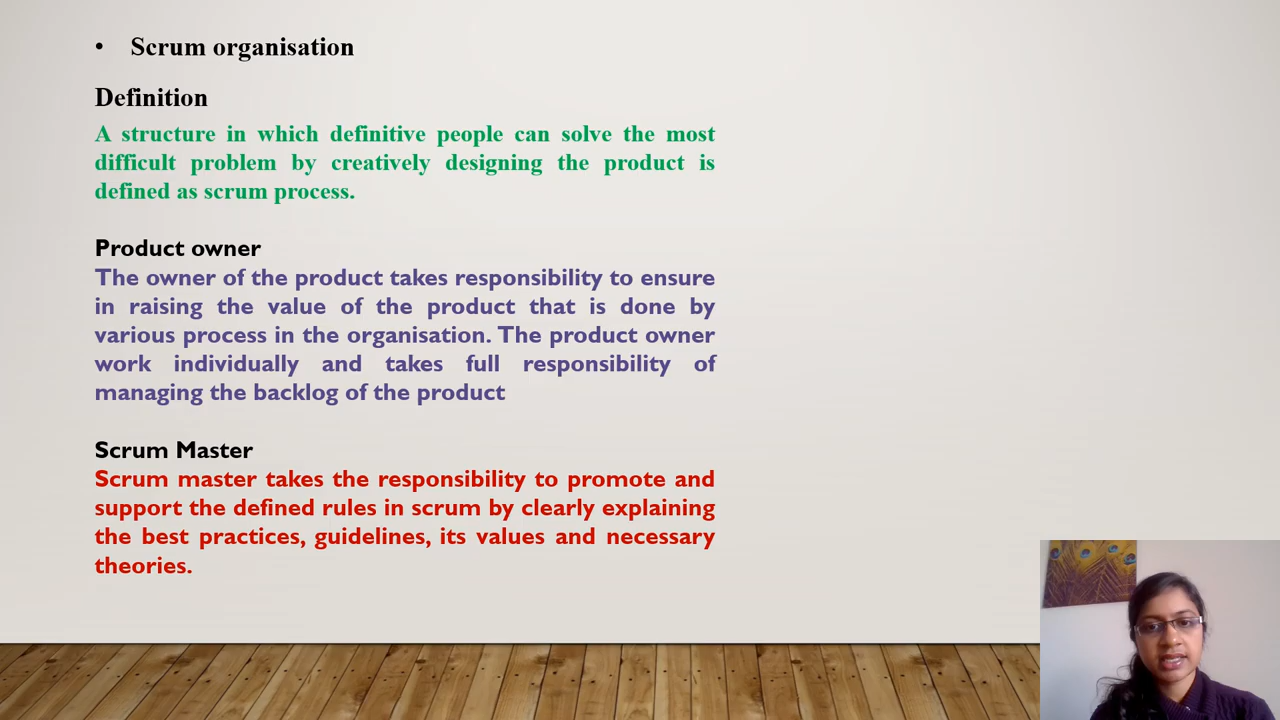 • Scrum organisation
Definition
A structure in which definitive people can solve the most
difficult problem by creatively designing the product is
defined as scrum process.
Product owner
The owner of the product takes responsibility to ensure
in raising the value of the product that is done by
various process in the organisation. The product owner
work individually and takes full responsibility of
managing the backlog of the product
Scrum Master
Scrum master takes the responsibility to promote and
support the defined rules in scrum by clearly explaining
the best practices, guidelines, its values and necessary
theories.